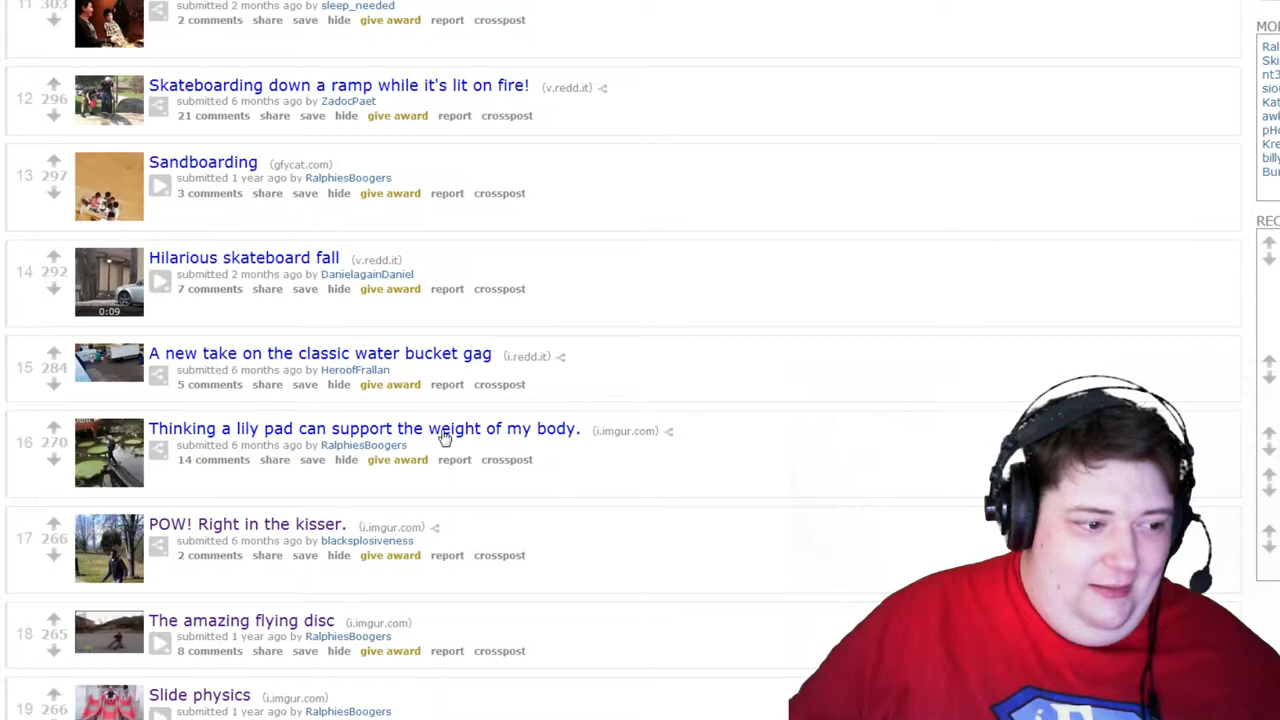 11 303
submitted 2 months ago by sleep_needed
2 comments share save hide give award report crosspost
12 296
Skateboarding down a ramp while it's lit on fire! (v.redd.it)
submitted 6 months ago by ZadocPaet
21 comments share save hide give award report crosspost
13 297
Sandboarding (gfycat.com)
submitted 1 year ago by RalphiesBoogers
3 comments share save hide give award report crosspost
14 292
Hilarious skateboard fall (v.redd.it)
submitted 2 months ago by DanielagainDaniel
7 comments share save hide give award report crosspost
0:09
15 284
A new take on the classic water bucket gag (i.redd.it)
submitted 6 months ago by HeroofFrallan
5 comments share save hide give award report crosspost
16 270
Thinking a lily pad can support the weight of my body. (i.imgur.com)
submitted 6 months ago by RalphiesBoogers
14 comments share save hide give award report crosspost
17 266
POW! Right in the kisser. (i.imgur.com)
submitted 6 months ago by blacksplosiveness
2 comments share save hide give award report crosspost
18 265
The amazing flying disc (i.imgur.com)
submitted 1 year ago by RalphiesBoogers
8 comments share save hide give award report crosspost
19 266
Slide physics (i.imgur.com)
submitted 1 year ago by RalphiesBoogers
MO
Ral
Ski
nt3
siou
Kat
awk
pHo
Kre
billy
Bur
REC